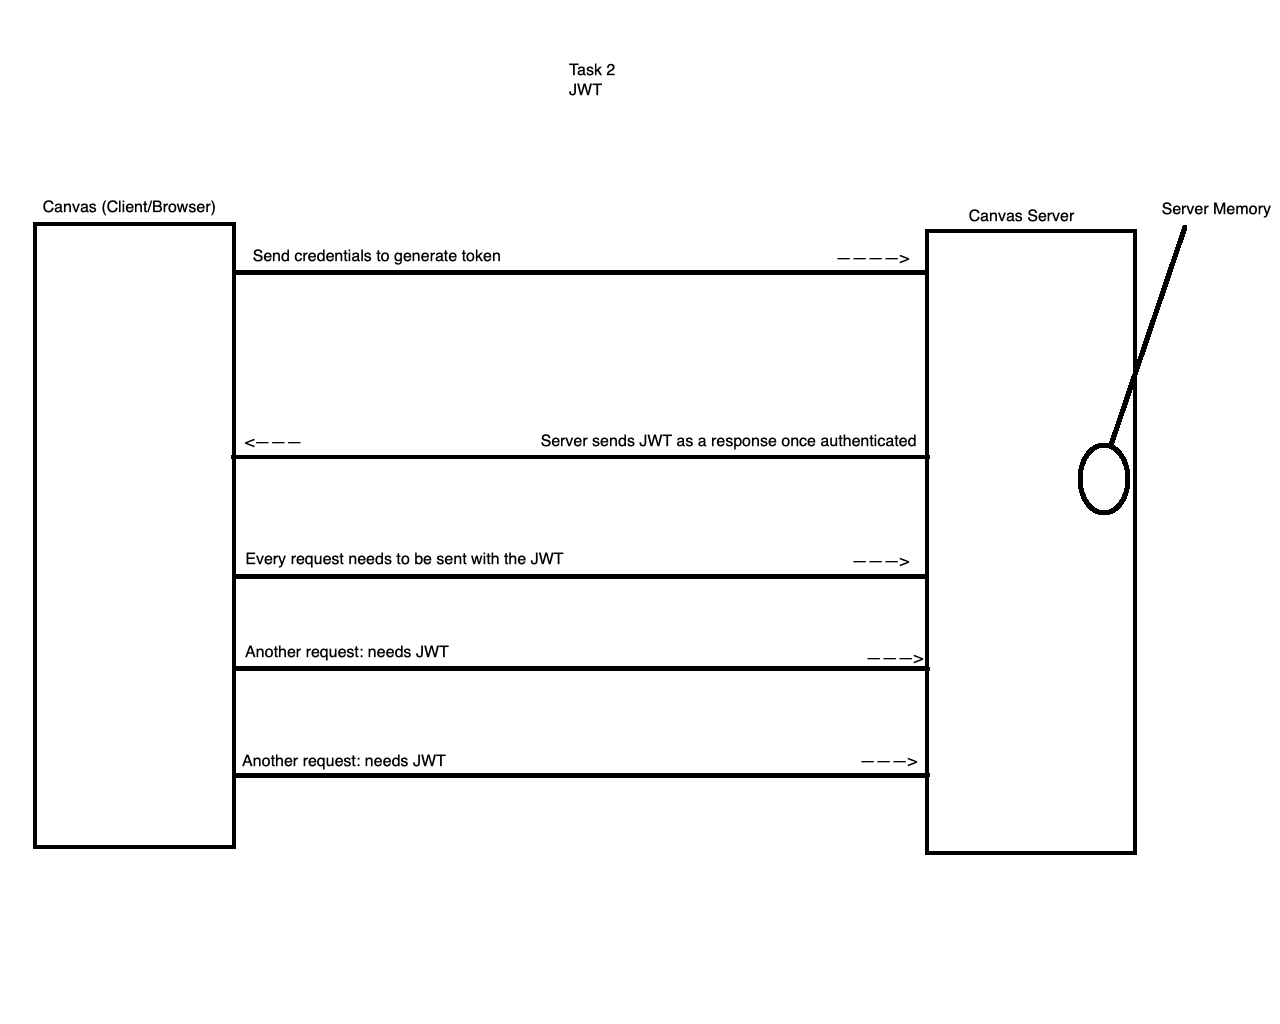 Task 2
JWT
Canvas (Client/Browser)
Canvas Server
Server Memory
Send credentials to generate token
————>
<———
Server sends JWT as a response once authenticated
Every request needs to be sent with the JWT
———>
Another request: needs JWT
———>
Another request: needs JWT
———>